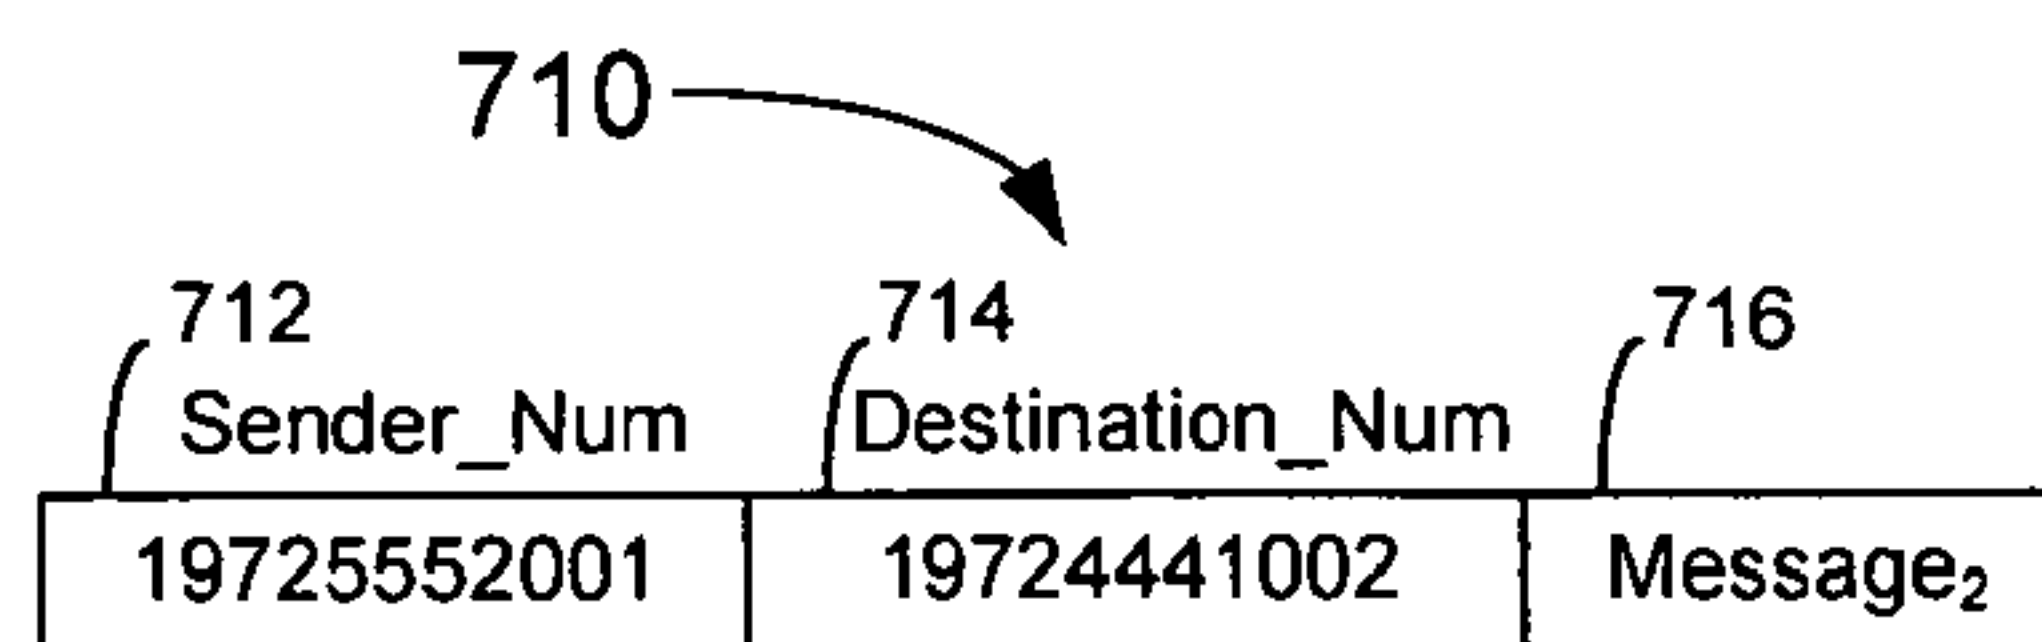 710
712 714 716
Sender_Num Destination_Num
19725552001 19724441002 Message₂